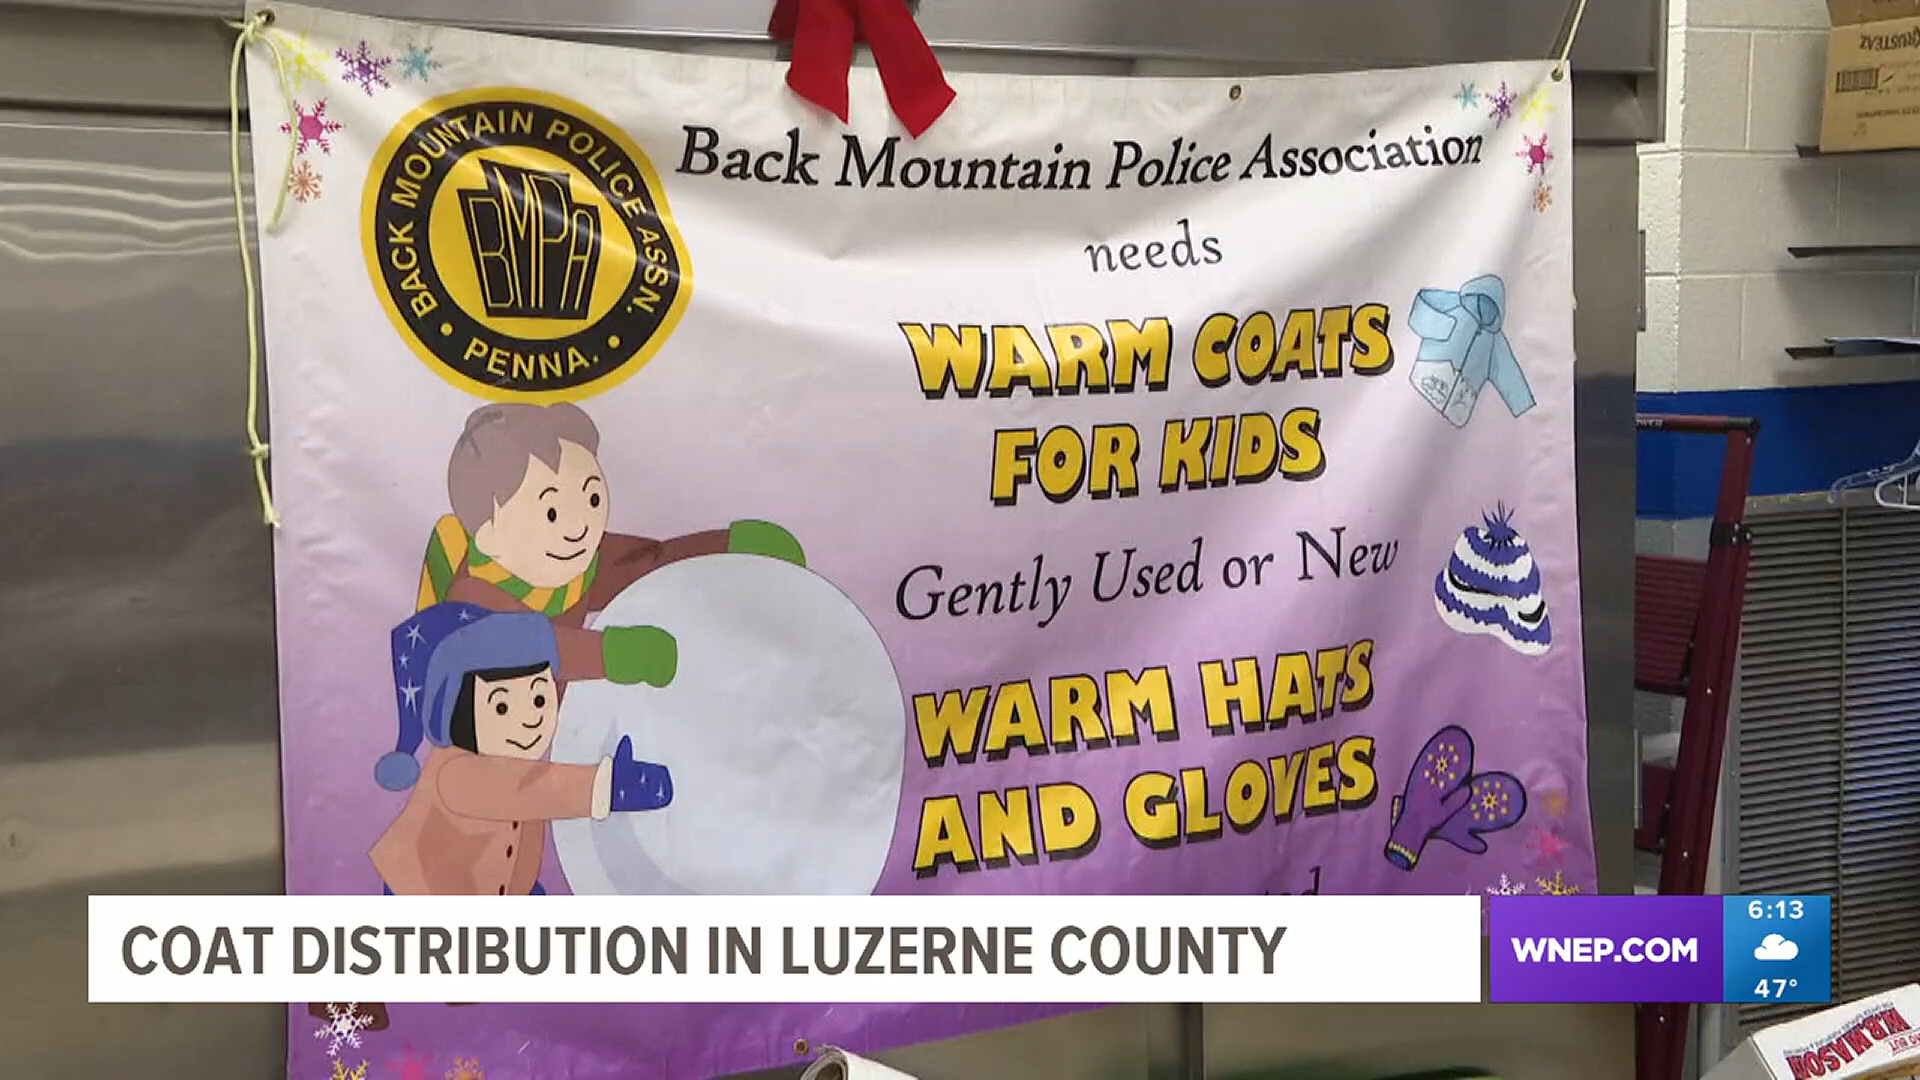 BACK MOUNTAIN POLICE ASSN.
BMPA
• PENNA. •
Back Mountain Police Association
needs
WARM COATS
FOR KIDS
Gently Used or New
WARM HATS
AND GLOVES
COAT DISTRIBUTION IN LUZERNE COUNTY
WNEP.COM
6:13
47°
W.B.MASON